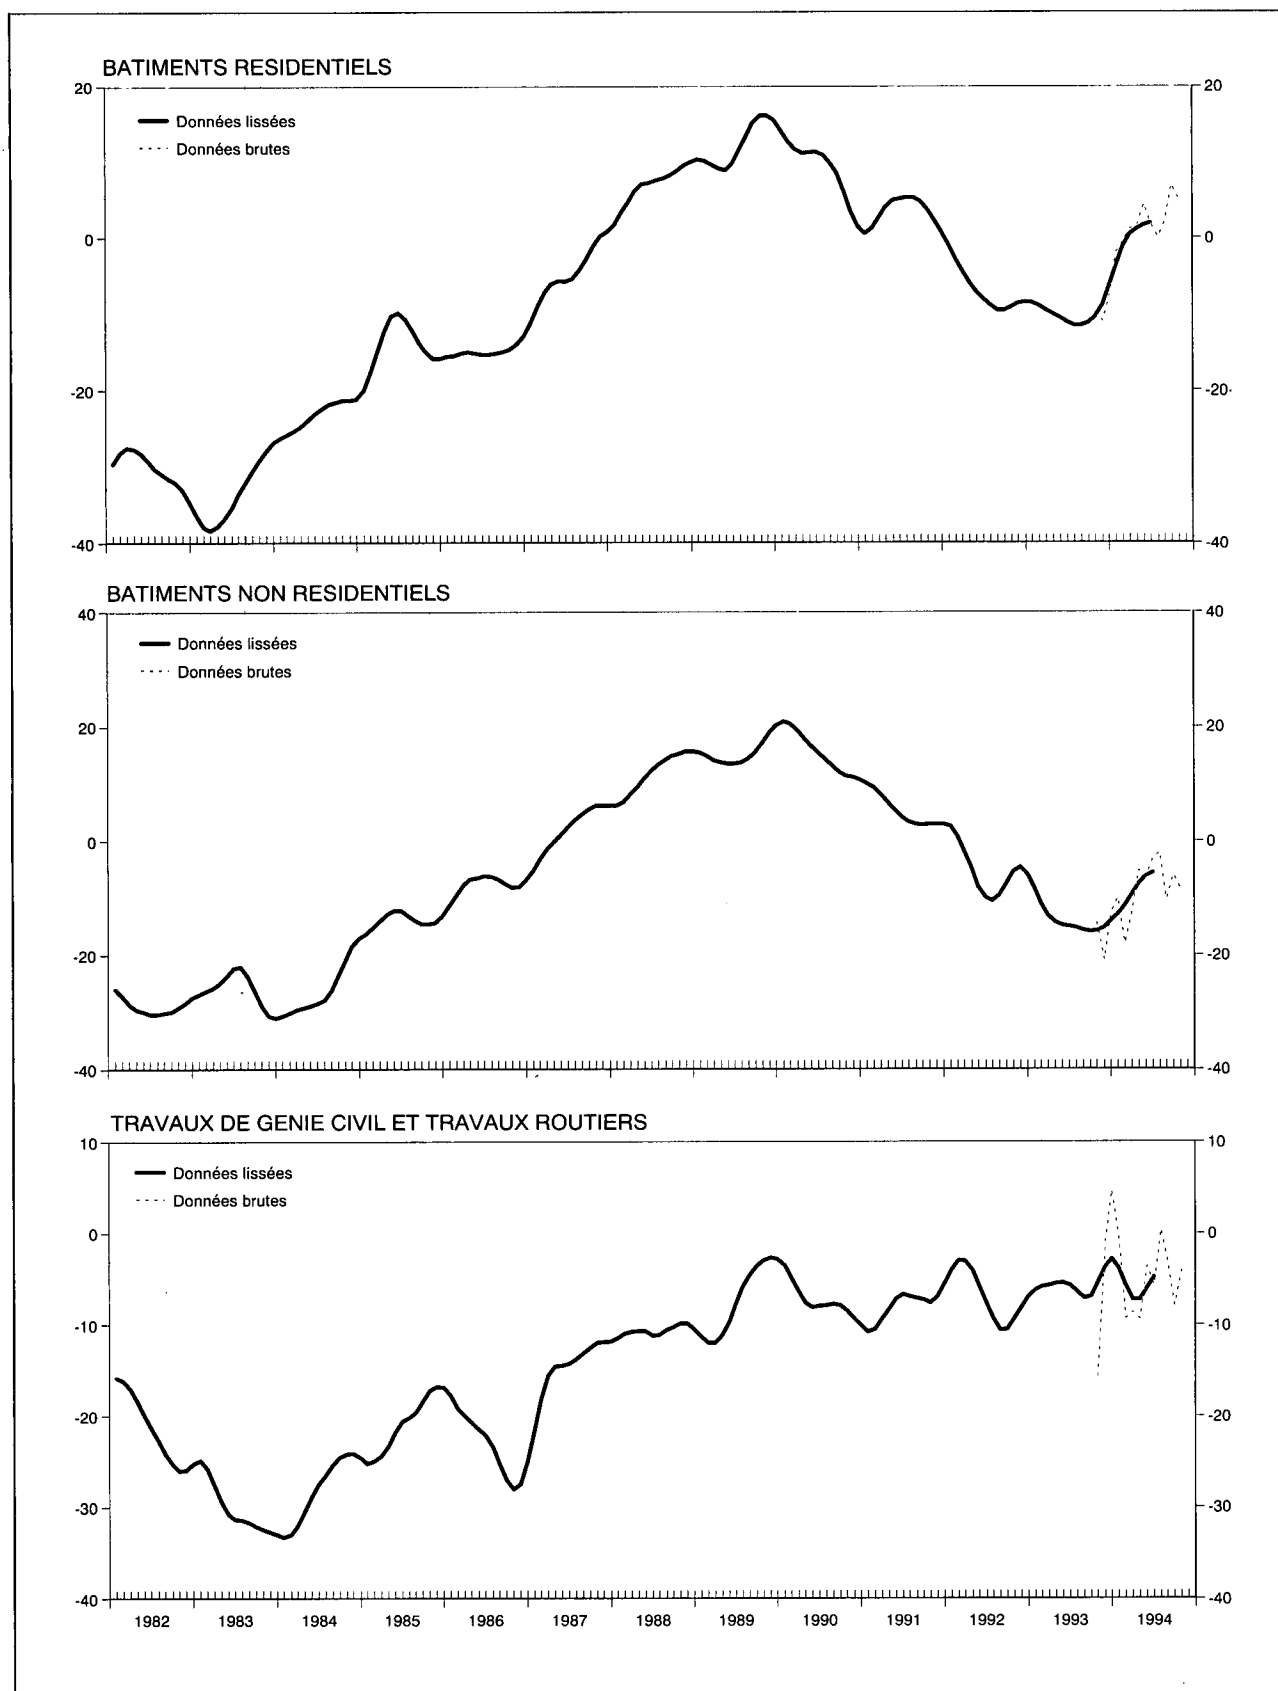 BATIMENTS RESIDENTIELS
20 20
Données lissées
Données brutes
0 0
-20 -20
-40 -40
BATIMENTS NON RESIDENTIELS
40 40
Données lissées
Données brutes
20 20
0 0
-20 -20
-40 -40
TRAVAUX DE GENIE CIVIL ET TRAVAUX ROUTIERS
10 10
Données lissées
Données brutes
0 0
-10 -10
-20 -20
-30 -30
-40 -40
1982 1983 1984 1985 1986 1987 1988 1989 1990 1991 1992 1993 1994